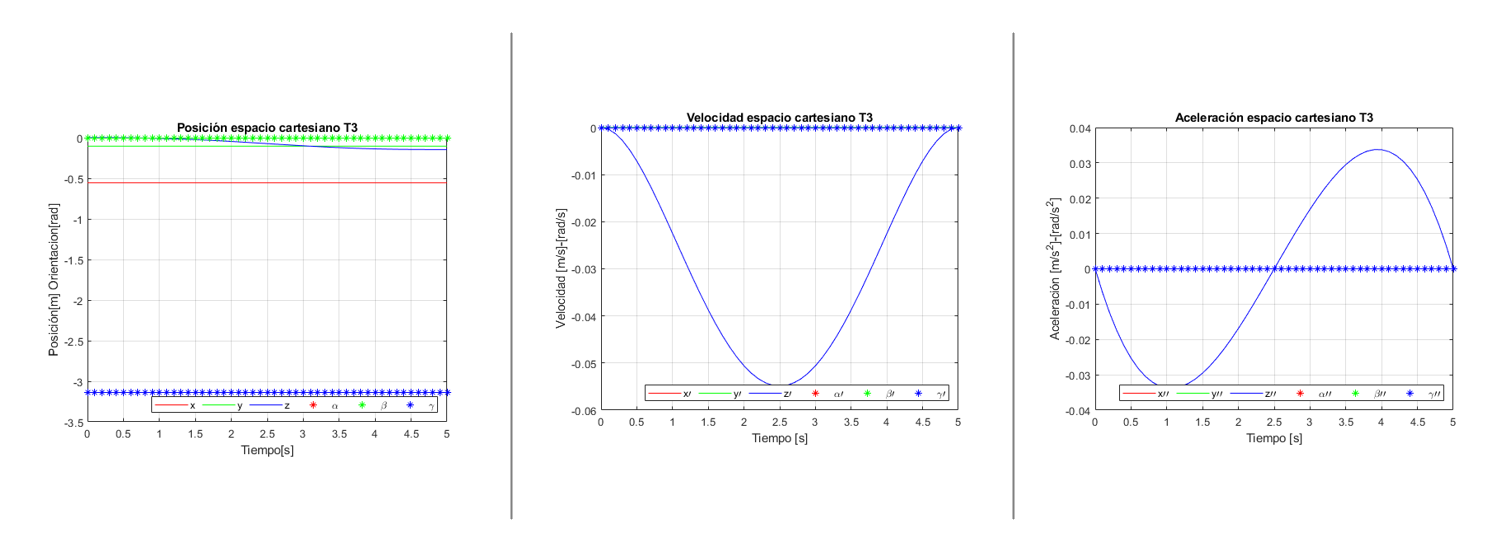 Posición espacio cartesiano T3
Posición[m] Orientacion[rad]
0
-0.5
-1
-1.5
-2
-2.5
-3
-3.5
x y z α β γ
0 0.5 1 1.5 2 2.5 3 3.5 4 4.5 5
Tiempo[s]
Velocidad espacio cartesiano T3
Velocidad [m/s]-[rad/s]
0
-0.01
-0.02
-0.03
-0.04
-0.05
-0.06
x′ y′ z′ α′ β′ γ′
0 0.5 1 1.5 2 2.5 3 3.5 4 4.5 5
Tiempo [s]
Aceleración espacio cartesiano T3
Aceleración [m/s²]-[rad/s²]
0.04
0.03
0.02
0.01
0
-0.01
-0.02
-0.03
-0.04
x′′ y′′ z′′ α′′ β′′ γ′′
0 0.5 1 1.5 2 2.5 3 3.5 4 4.5 5
Tiempo [s]